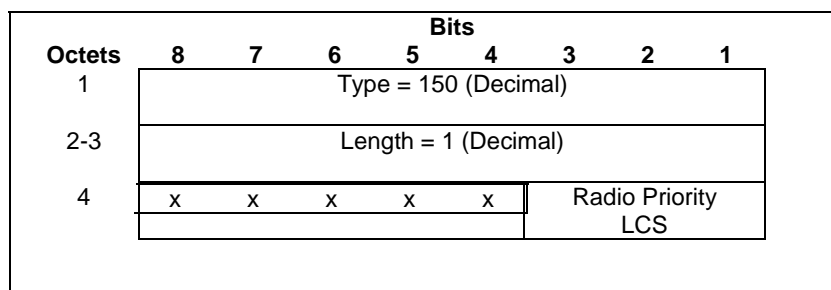 Bits
Octets 8 7 6 5 4 3 2 1
1 Type = 150 (Decimal)
2-3 Length = 1 (Decimal)
4 x x x x x Radio Priority
LCS